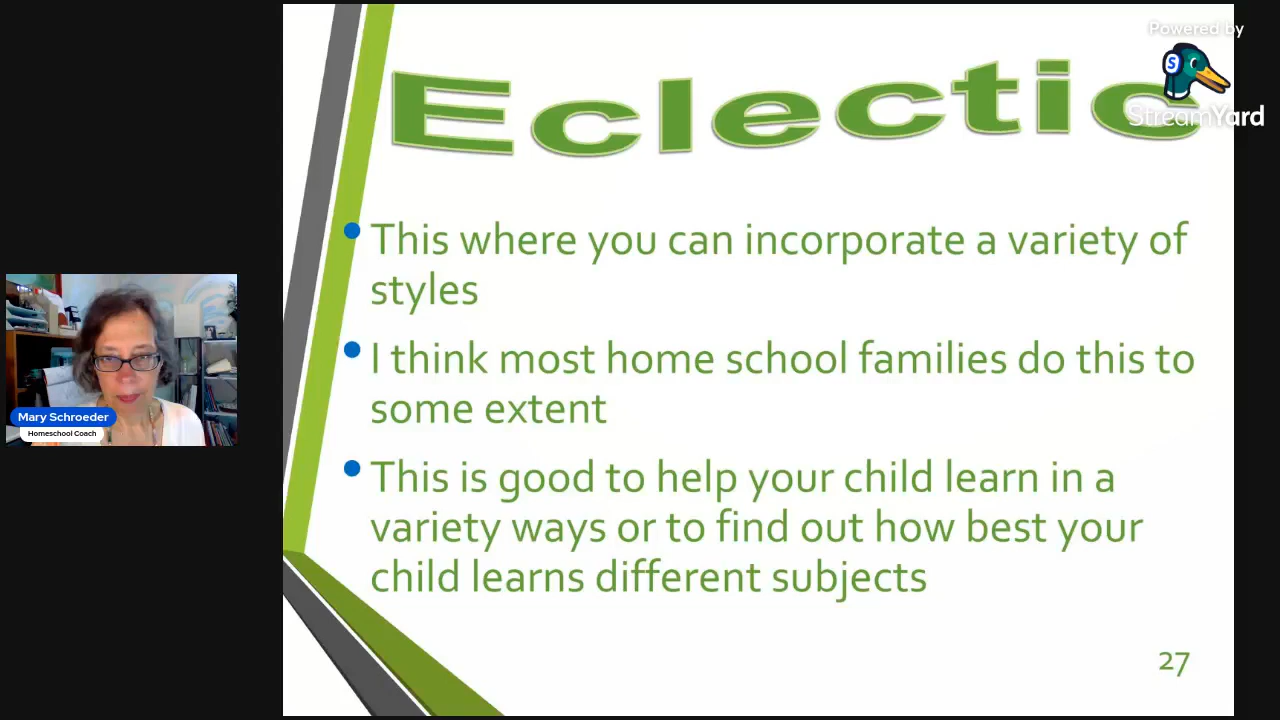 Powered by
StreamYard
Eclectic
This where you can incorporate a variety of
styles
I think most home school families do this to
some extent
This is good to help your child learn in a
variety ways or to find out how best your
child learns different subjects
Mary Schroeder
Homeschool Coach
27